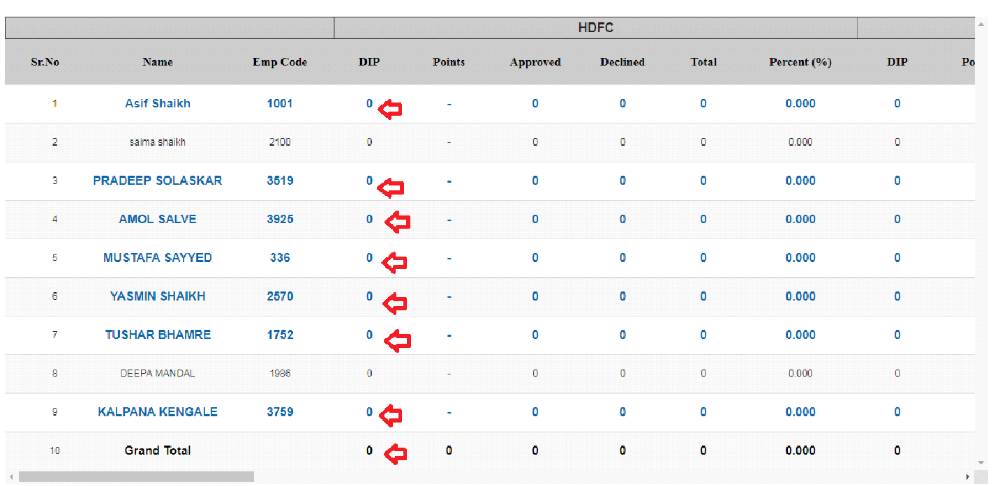 HDFC
Sr.No Name Emp Code DIP Points Approved Declined Total Percent (%) DIP Po
1 Asif Shaikh 1001 0 - 0 0 0 0.000 0
2 saima shaikh 2100 0 - 0 0 0 0.000 0
3 PRADEEP SOLASKAR 3519 0 - 0 0 0 0.000 0
4 AMOL SALVE 3925 0 - 0 0 0 0.000 0
5 MUSTAFA SAYYED 336 0 - 0 0 0 0.000 0
6 YASMIN SHAIKH 2570 0 - 0 0 0 0.000 0
7 TUSHAR BHAMRE 1752 0 - 0 0 0 0.000 0
8 DEEPA MANDAL 1986 0 - 0 0 0 0.000 0
9 KALPANA KENGALE 3759 0 - 0 0 0 0.000 0
10 Grand Total 0 0 0 0 0 0.000 0